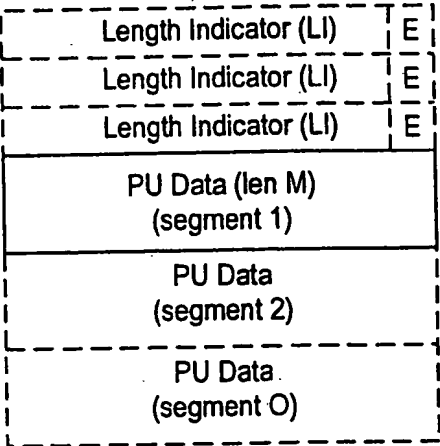 Length Indicator (LI) E
Length Indicator (LI) E
Length Indicator (LI) E
PU Data (len M)
(segment 1)
PU Data
(segment 2)
PU Data
(segment O)